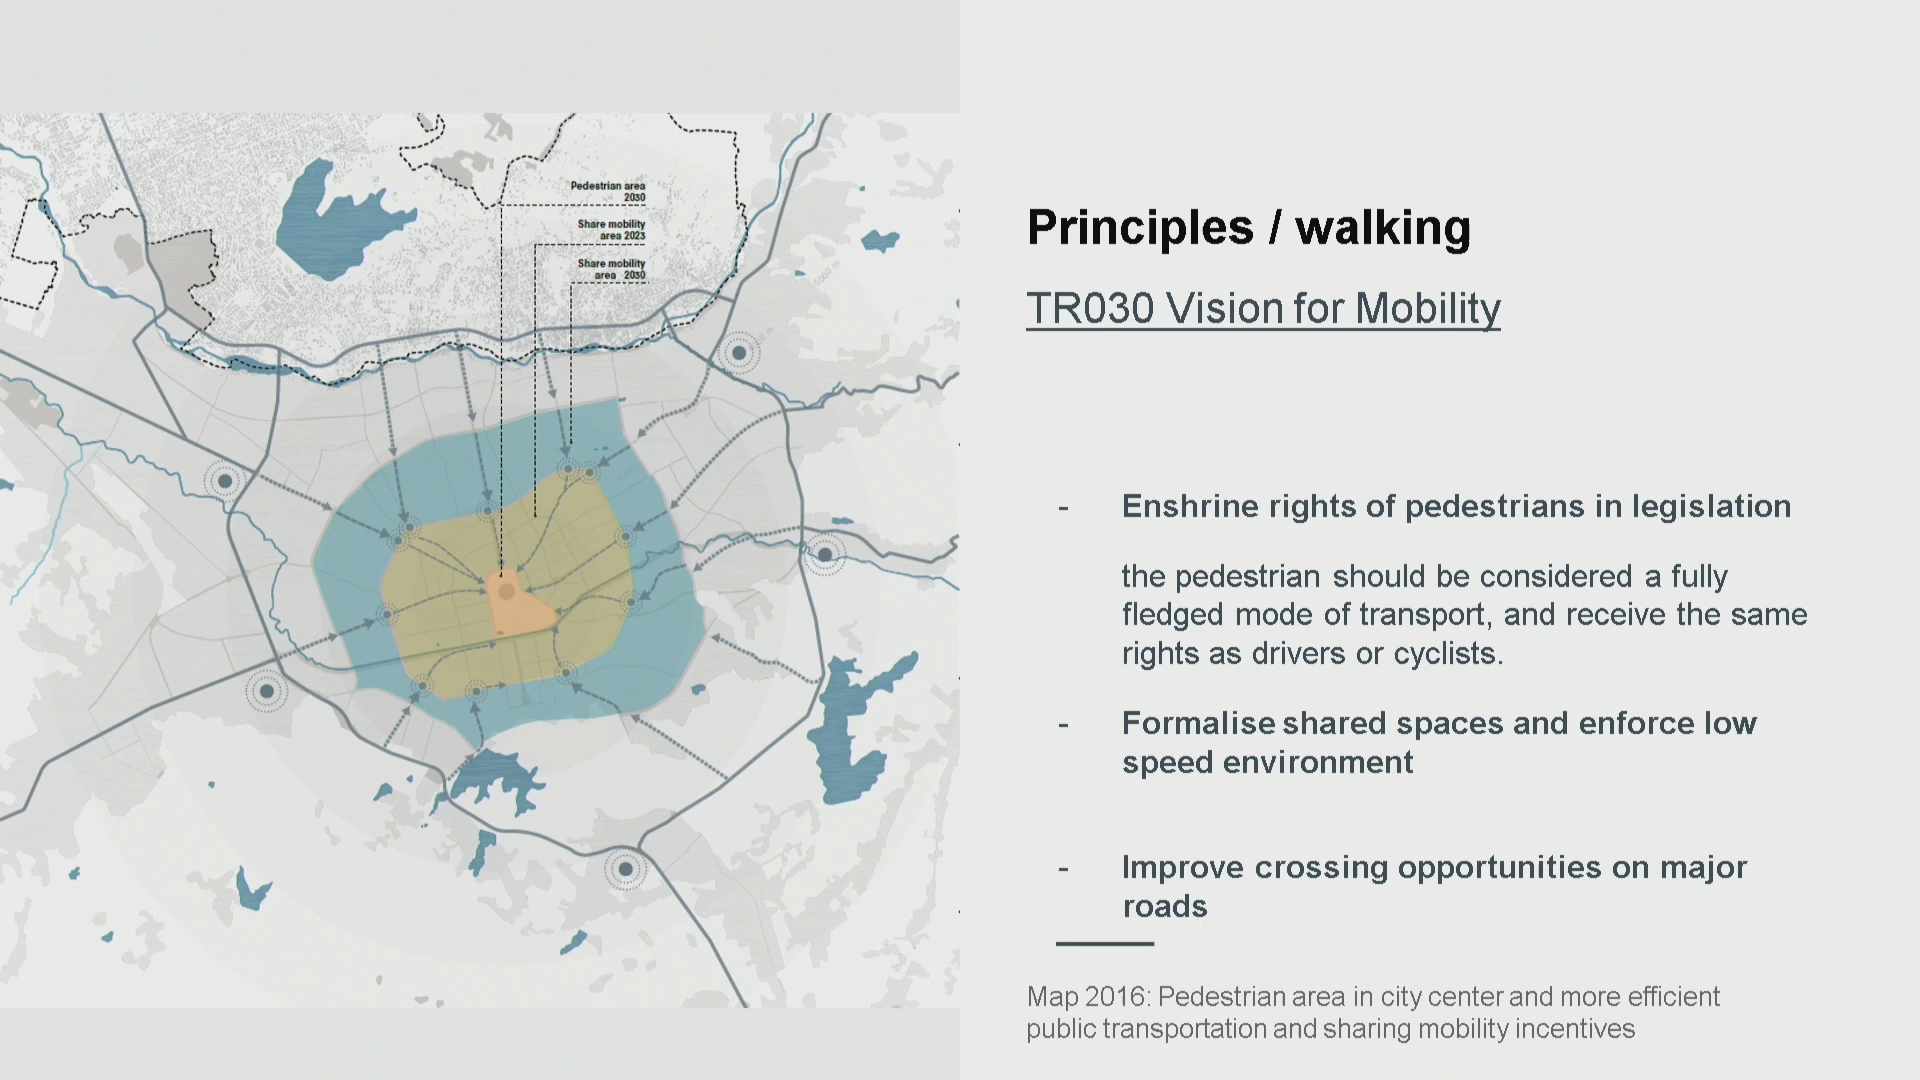 Pedestrian area
2030
Share mobility
area 2023
Share mobility
area 2030
Principles / walking
TR030 Vision for Mobility
- Enshrine rights of pedestrians in legislation
the pedestrian should be considered a fully
fledged mode of transport, and receive the same
rights as drivers or cyclists.
- Formalise shared spaces and enforce low
speed environment
- Improve crossing opportunities on major
roads
Map 2016: Pedestrian area in city center and more efficient
public transportation and sharing mobility incentives